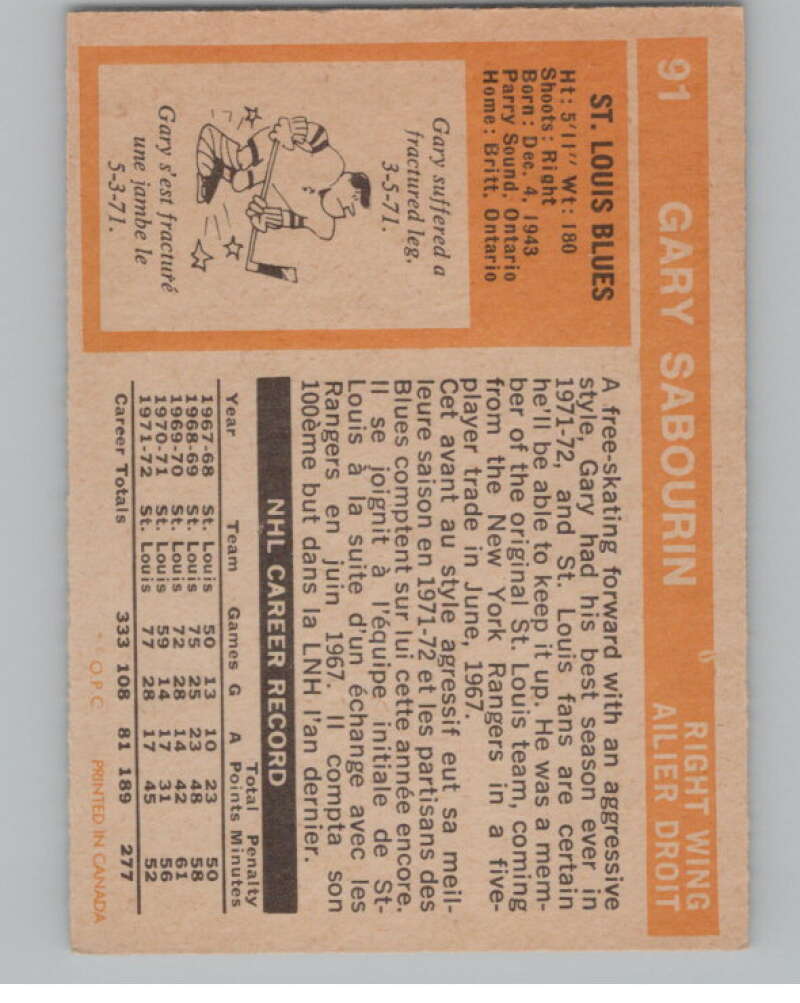 91 GARY SABOURIN
RIGHT WING
AILIER DROIT
ST. LOUIS BLUES
Ht: 5'11" Wt: 180
Shoots: Right
Born: Dec. 4, 1943
Parry Sound, Ontario
Home: Britt, Ontario
Gary suffered a
fractured leg,
3-5-71.
Gary s'est fracturé
une jambe le
5-3-71.
A free-skating forward with an aggressive
style, Gary had his best season ever in
1971-72, and St. Louis fans are certain
he'll be able to keep it up. He was a mem-
ber of the original St. Louis team, coming
from the New York Rangers in a five-
player trade in June, 1967.
Cet avant au style agressif eut sa meil-
leure saison en 1971-72 et les partisans des
Blues comptent sur lui cette année encore.
Il se joignit à l'équipe initiale de St-
Louis à la suite d'un échange avec les
Rangers en juin 1967. Il compta son
100ème but dans la LNH l'an dernier.
NHL CAREER RECORD
Total Penalty
Year Team Games G A Points Minutes
1967-68 St. Louis 50 13 10 23 50
1968-69 St. Louis 75 25 23 48 58
1969-70 St. Louis 72 28 14 42 61
1970-71 St. Louis 59 14 17 31 56
1971-72 St. Louis 77 28 17 45 52
Career Totals 333 108 81 189 277
O.P.C. PRINTED IN CANADA